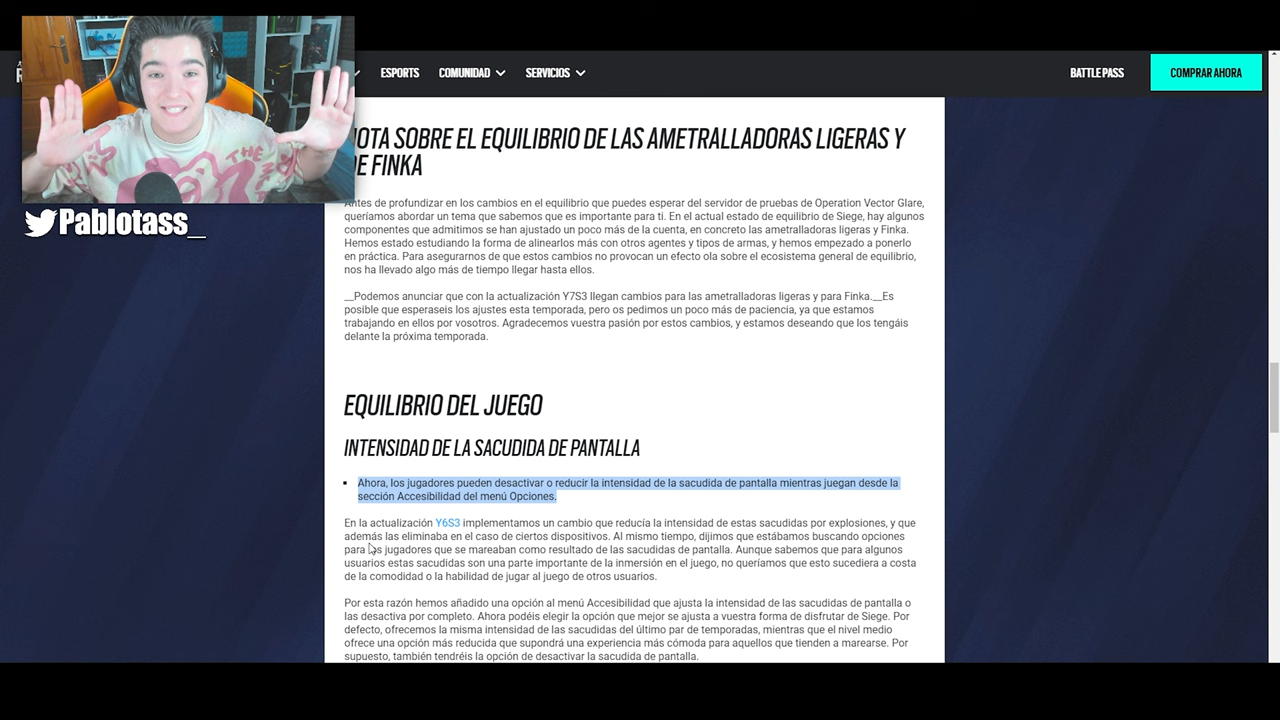 R
ESPORTS COMUNIDAD SERVICIOS BATTLE PASS COMPRAR AHORA
THE
Pablotass_
NOTA SOBRE EL EQUILIBRIO DE LAS AMETRALLADORAS LIGERAS Y
DE FINKA
Antes de profundizar en los cambios en el equilibrio que puedes esperar del servidor de pruebas de Operation Vector Glare,
queríamos abordar un tema que sabemos que es importante para ti. En el actual estado de equilibrio de Siege, hay algunos
componentes que admitimos se han ajustado un poco más de la cuenta, en concreto las ametralladoras ligeras y Finka.
Hemos estado estudiando la forma de alinearlos más con otros agentes y tipos de armas, y hemos empezado a ponerlo
en práctica. Para asegurarnos de que estos cambios no provocan un efecto ola sobre el ecosistema general de equilibrio,
nos ha llevado algo más de tiempo llegar hasta ellos.
__Podemos anunciar que con la actualización Y7S3 llegan cambios para las ametralladoras ligeras y para Finka.__Es
posible que esperaseis los ajustes esta temporada, pero os pedimos un poco más de paciencia, ya que estamos
trabajando en ellos por vosotros. Agradecemos vuestra pasión por estos cambios, y estamos deseando que los tengáis
delante la próxima temporada.
EQUILIBRIO DEL JUEGO
INTENSIDAD DE LA SACUDIDA DE PANTALLA
Ahora, los jugadores pueden desactivar o reducir la intensidad de la sacudida de pantalla mientras juegan desde la
sección Accesibilidad del menú Opciones.
En la actualización Y6S3 implementamos un cambio que reducía la intensidad de estas sacudidas por explosiones, y que
además las eliminaba en el caso de ciertos dispositivos. Al mismo tiempo, dijimos que estábamos buscando opciones
para los jugadores que se mareaban como resultado de las sacudidas de pantalla. Aunque sabemos que para algunos
usuarios estas sacudidas son una parte importante de la inmersión en el juego, no queríamos que esto sucediera a costa
de la comodidad o la habilidad de jugar al juego de otros usuarios.
Por esta razón hemos añadido una opción al menú Accesibilidad que ajusta la intensidad de las sacudidas de pantalla o
las desactiva por completo. Ahora podéis elegir la opción que mejor se ajusta a vuestra forma de disfrutar de Siege. Por
defecto, ofrecemos la misma intensidad de las sacudidas del último par de temporadas, mientras que el nivel medio
ofrece una opción más reducida que supondrá una experiencia más cómoda para aquellos que tienden a marearse. Por
supuesto, también tendréis la opción de desactivar la sacudida de pantalla.